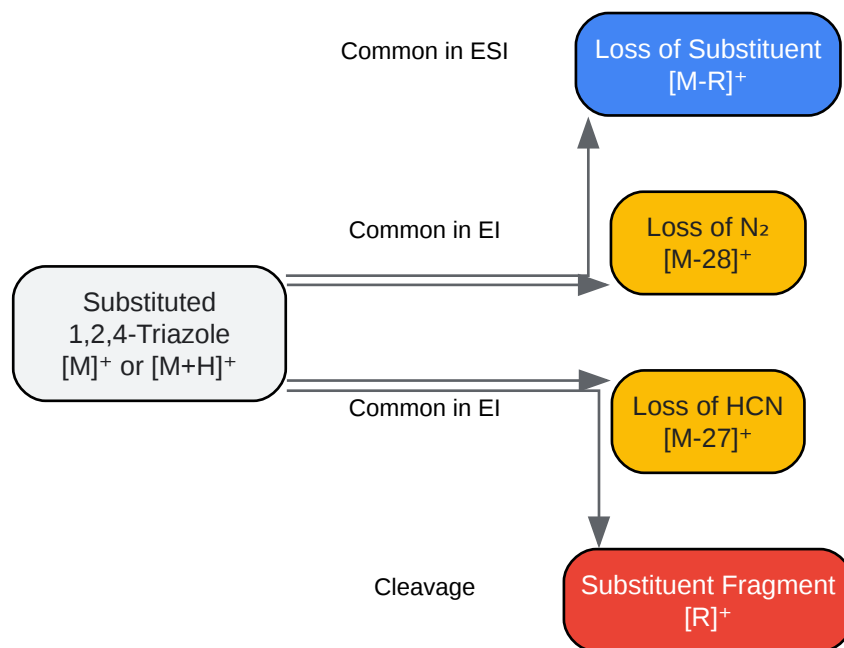 Common in ESI
Loss of Substituent
[M-R]⁺
Common in EI
Loss of N₂
[M-28]⁺
Substituted
1,2,4-Triazole
[M]⁺ or [M+H]⁺
Common in EI
Loss of HCN
[M-27]⁺
Cleavage
Substituent Fragment
[R]⁺